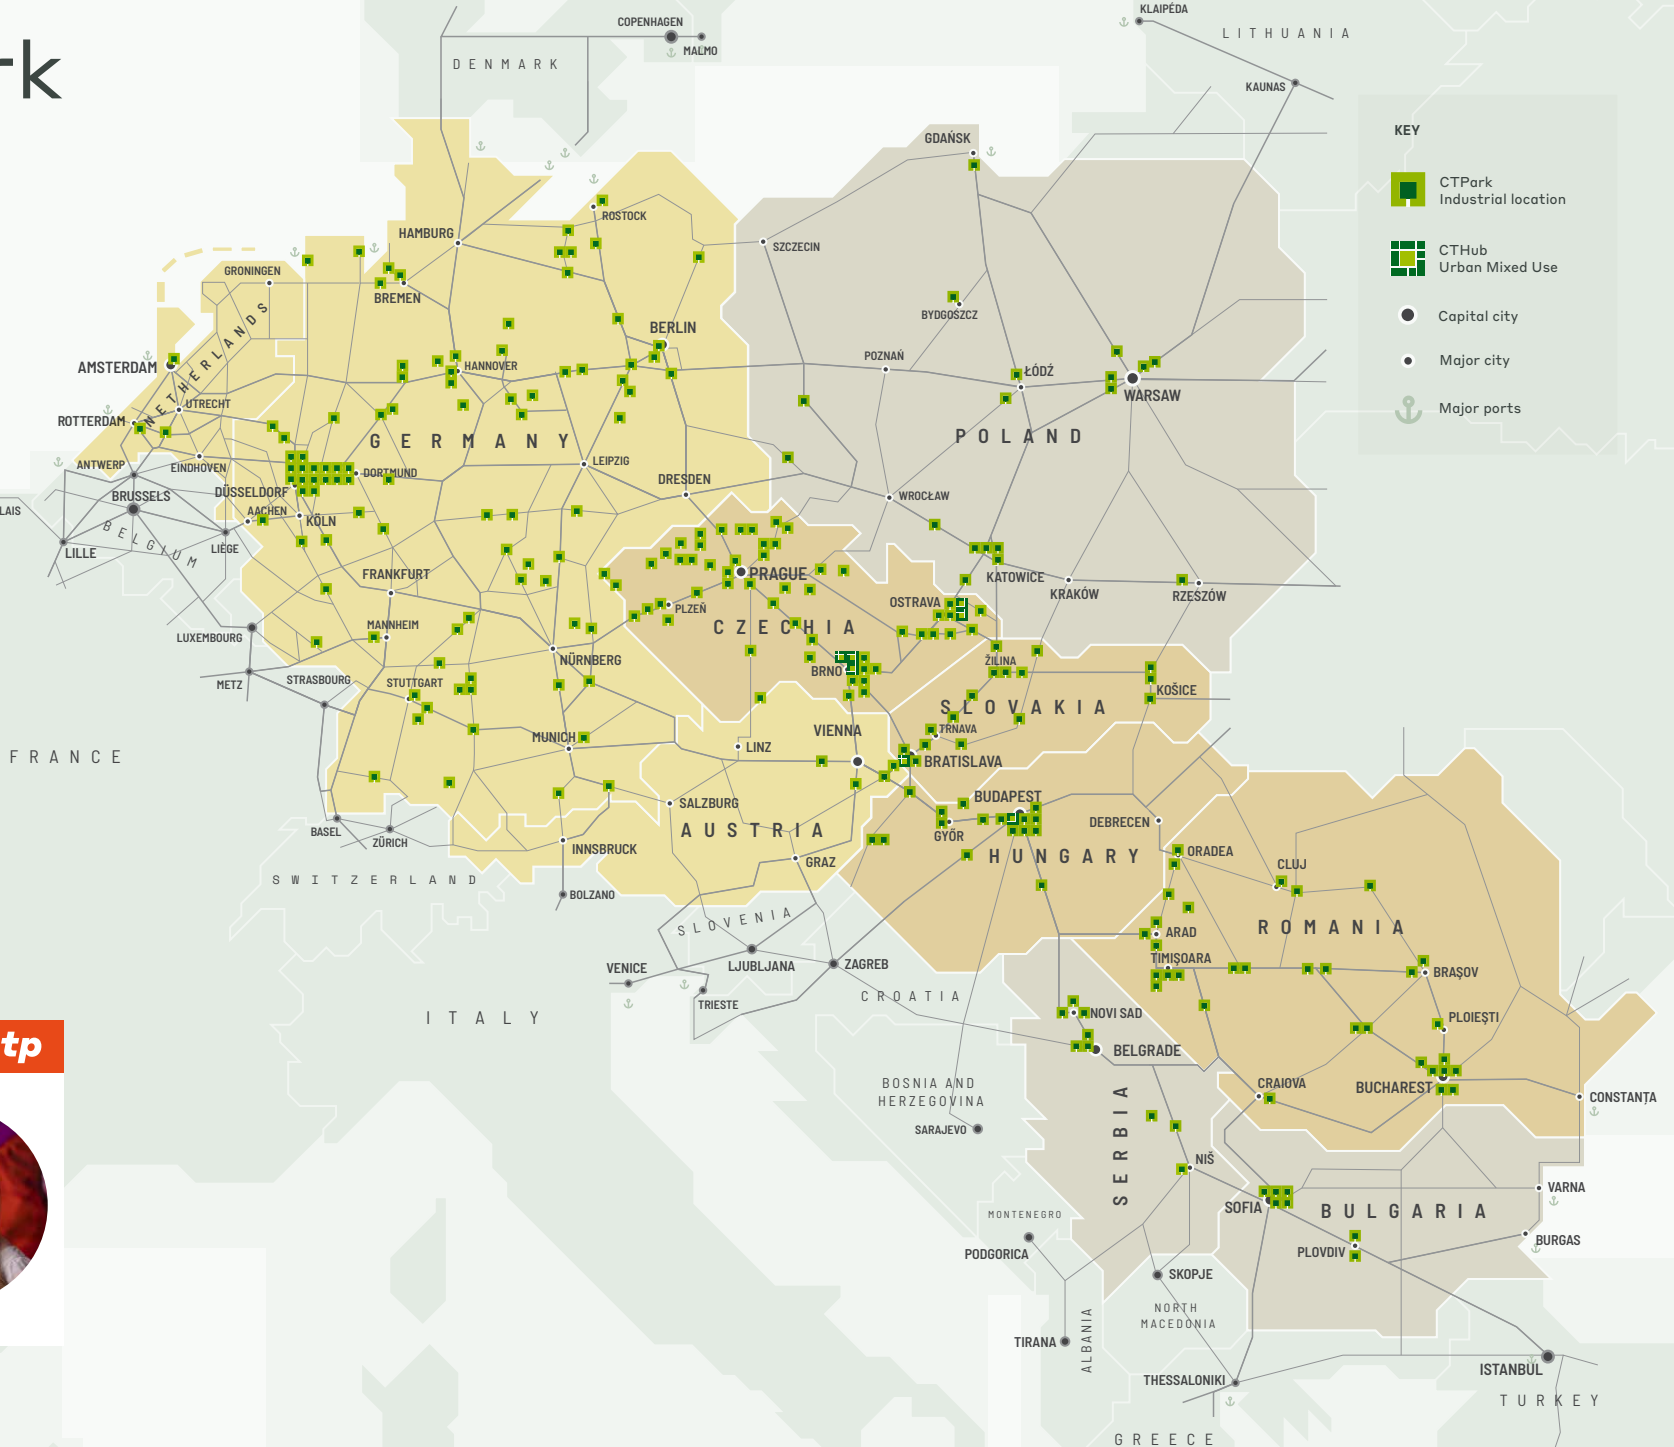 rk
COPENHAGEN
MALMO
DENMARK
KLAIPÉDA
LITHUANIA
KAUNAS
KEY
CTPark
Industrial location
CTHub
Urban Mixed Use
Capital city
Major city
Major ports
GDAŃSK
ROSTOCK
HAMBURG
SZCZECIN
GRONINGEN
BREMEN
BYDGOSZCZ
BERLIN
AMSTERDAM
NETHERLANDS
HANNOVER
POZNAŃ
ŁÓDŹ
WARSAW
UTRECHT
ROTTERDAM
GERMANY
POLAND
ANTWERP
EINDHOVEN
DORTMUND
LEIPZIG
DRESDEN
BRUSSELS
DÜSSELDORF
WROCŁAW
LAIS
AACHEN
KÖLN
BELGIUM
LILLE
LIÈGE
FRANKFURT
PRAGUE
KATOWICE
KRAKÓW
RZESZÓW
OSTRAVA
PLZEŇ
CZECHIA
LUXEMBOURG
MANNHEIM
NÜRNBERG
BRNO
ŽILINA
METZ
STRASBOURG
STUTTGART
KOŠICE
SLOVAKIA
TRNAVA
VIENNA
MUNICH
LINZ
FRANCE
BRATISLAVA
BUDAPEST
SALZBURG
AUSTRIA
GYŐR
DEBRECEN
BASEL
ZÜRICH
INNSBRUCK
HUNGARY
ORADEA
GRAZ
CLUJ
SWITZERLAND
BOLZANO
SLOVENIA
ROMANIA
ARAD
TIMIȘOARA
VENICE
LJUBLJANA
ZAGREB
BRAȘOV
TRIESTE
CROATIA
ITALY
NOVI SAD
PLOIEȘTI
tp
BELGRADE
BOSNIA AND
HERZEGOVINA
CRAIOVA
BUCHAREST
CONSTANȚA
SARAJEVO
SERBIA
NIŠ
VARNA
SOFIA
BULGARIA
MONTENEGRO
PODGORICA
PLOVDIV
BURGAS
SKOPJE
NORTH
MACEDONIA
TIRANA
ALBANIA
THESSALONIKI
ISTANBUL
TURKEY
GREECE